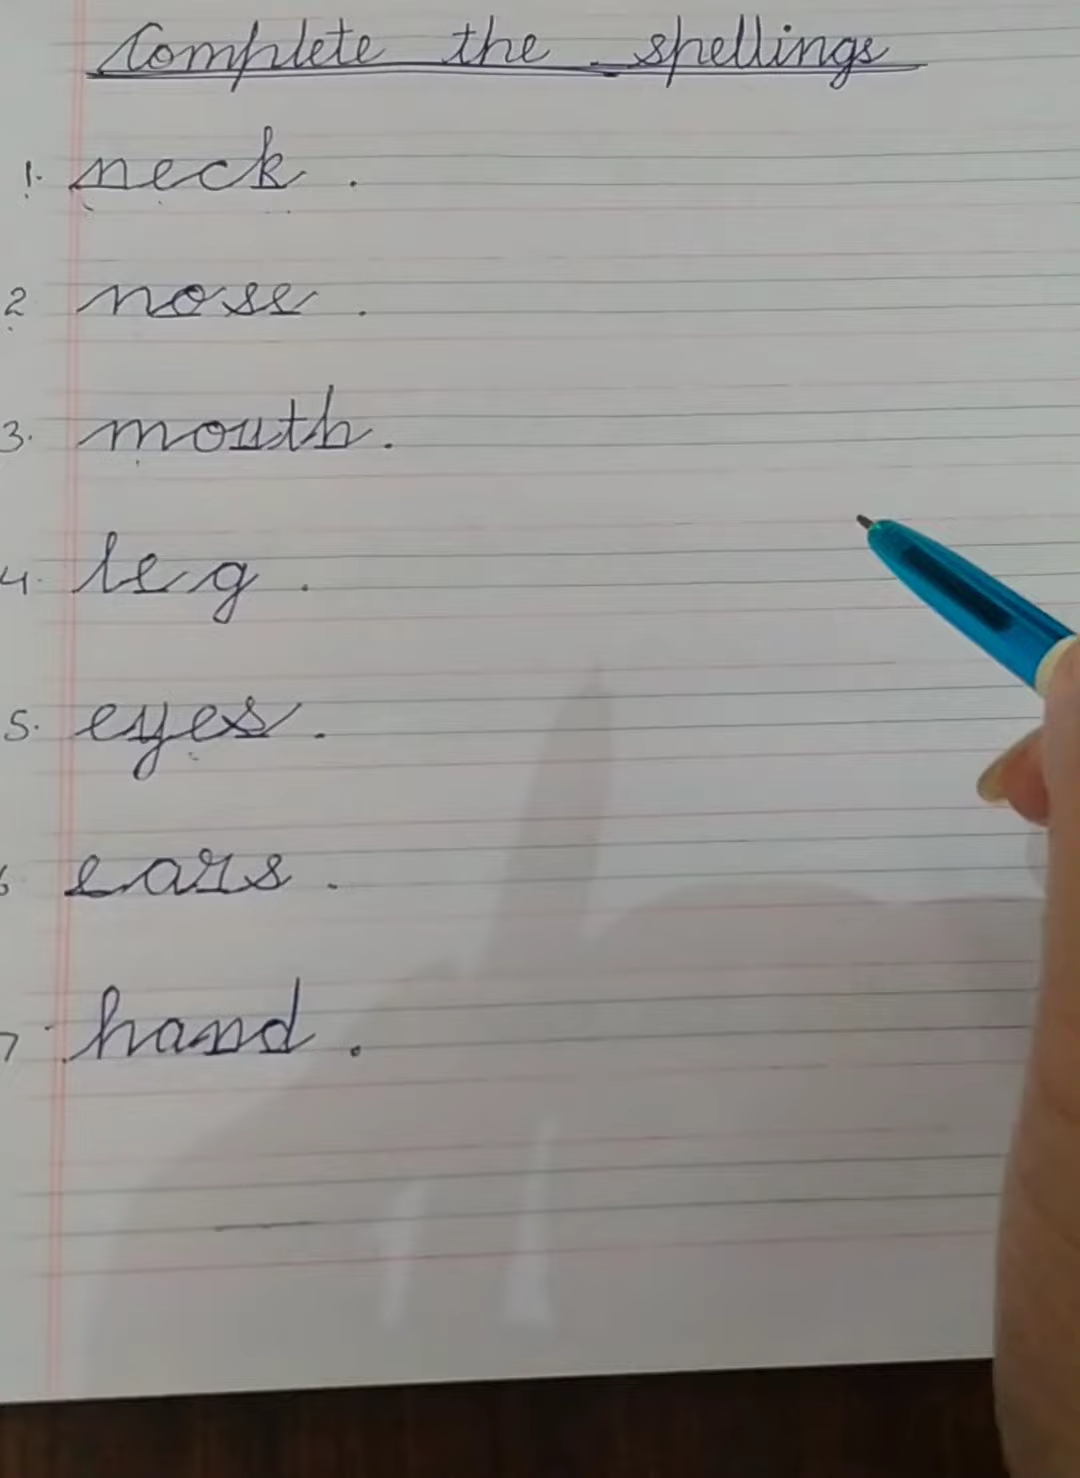 Complete the spellings
1. neck .
2 nose .
3. mouth .
4. leg .
5. eyes .
6 ears .
7 hand .